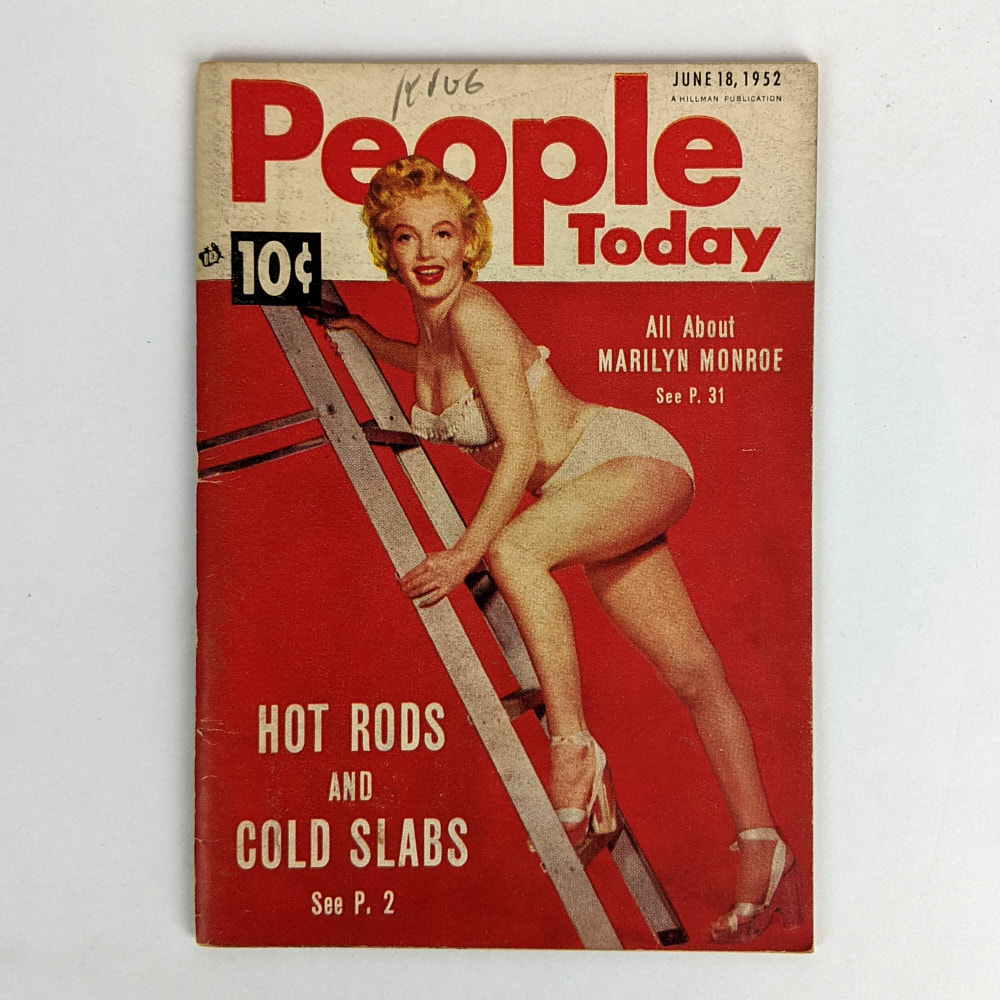 JUNE 18, 1952
A HILLMAN PUBLICATION
People
Today
10¢
All About
MARILYN MONROE
See P. 31
HOT RODS
AND
COLD SLABS
See P. 2